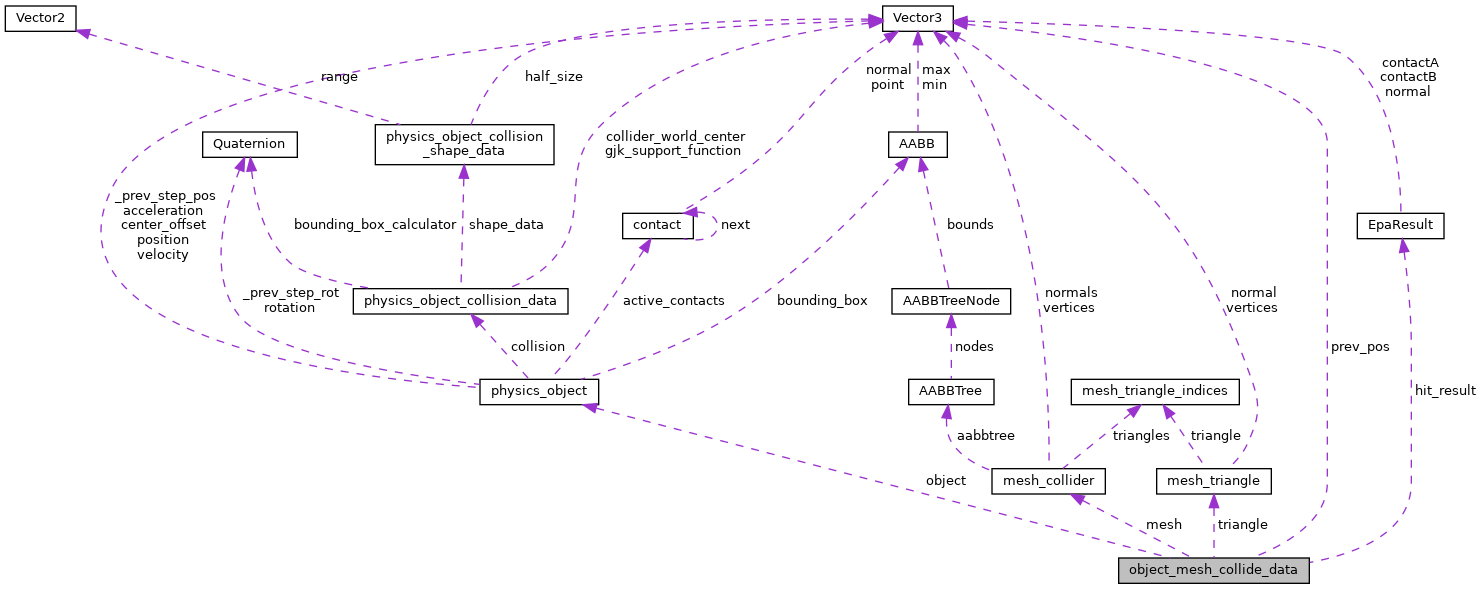 Vector2
Vector3
range
half_size
normal
point
max
min
contactA
contactB
normal
physics_object_collision
_shape_data
Quaternion
collider_world_center
gjk_support_function
AABB
_prev_step_pos
acceleration
center_offset
position
velocity
bounding_box_calculator
shape_data
contact
next
bounds
EpaResult
_prev_step_rot
rotation
physics_object_collision_data
active_contacts
bounding_box
AABBTreeNode
normals
vertices
normal
vertices
collision
nodes
prev_pos
physics_object
AABBTree
mesh_triangle_indices
hit_result
aabbtree
triangles
triangle
object
mesh_collider
mesh_triangle
mesh
triangle
object_mesh_collide_data